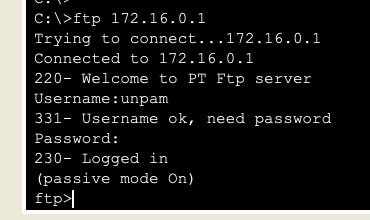 C:\>
C:\>ftp 172.16.0.1
Trying to connect...172.16.0.1
Connected to 172.16.0.1
220- Welcome to PT Ftp server
Username:unpam
331- Username ok, need password
Password:
230- Logged in
(passive mode On)
ftp>